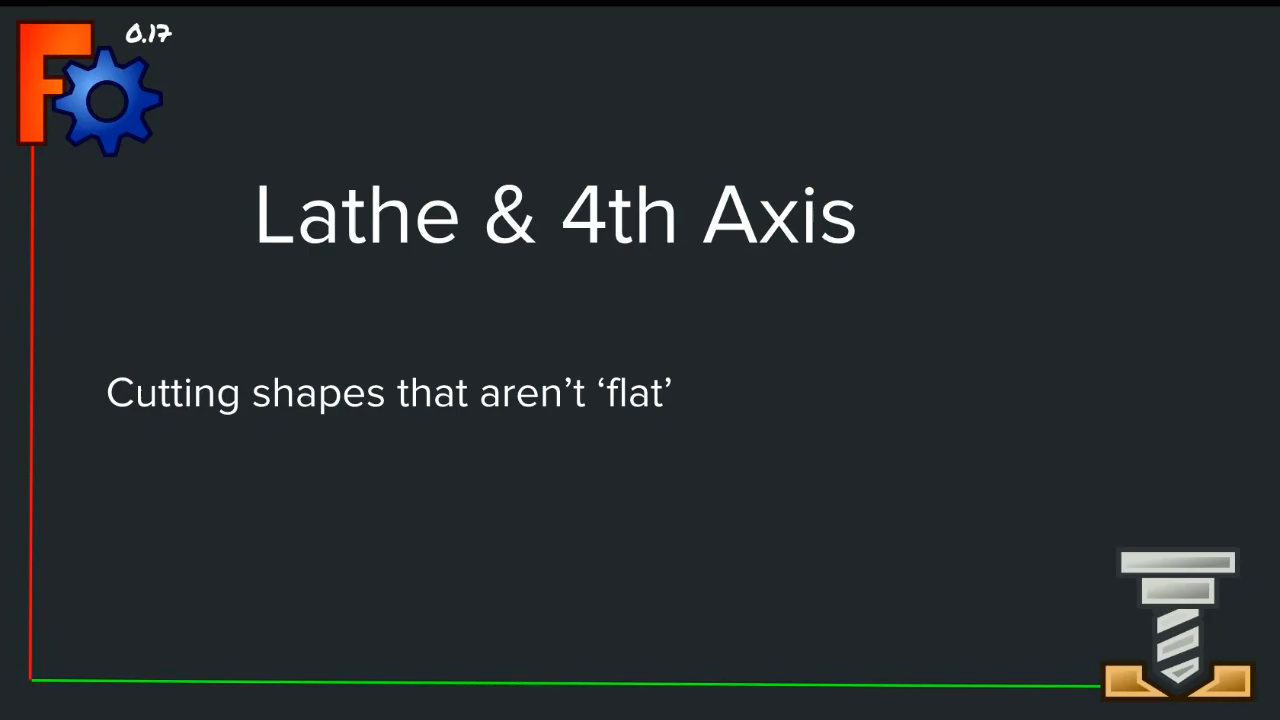 0.17
Lathe & 4th Axis
Cutting shapes that aren’t ‘flat’